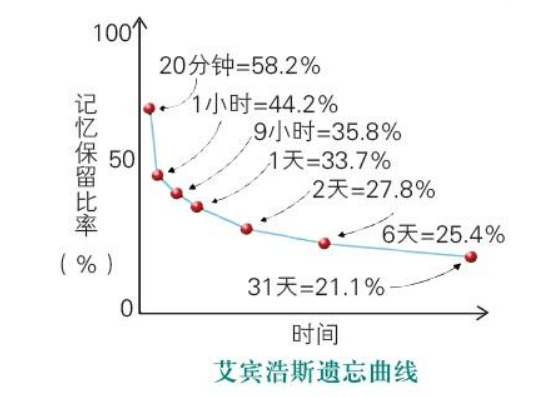 100
20分钟=58.2%
1小时=44.2%
9小时=35.8%
1天=33.7%
2天=27.8%
6天=25.4%
31天=21.1%
记忆保留比率
(%)
50
0
时间
艾宾浩斯遗忘曲线